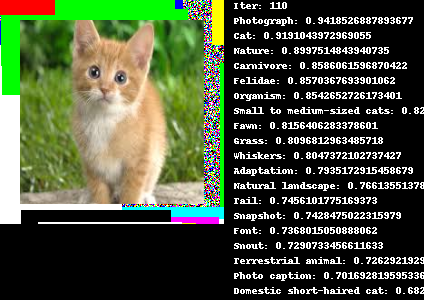 Iter: 110
Photograph: 0.9418526887893677
Cat: 0.9191043972969055
Nature: 0.8997514843940735
Carnivore: 0.8586061596870422
Felidae: 0.8570367693901062
Organism: 0.8542652726173401
Small to medium-sized cats: 0.82
Fawn: 0.8156406283378601
Grass: 0.8096812963485718
Whiskers: 0.8047372102737427
Adaptation: 0.7935172915458679
Natural landscape: 0.76613551378
Tail: 0.7456101775169373
Snapshot: 0.7428475022315979
Font: 0.7368015050888062
Snout: 0.7290733456611633
Terrestrial animal: 0.7262921929
Photo caption: 0.701692819595336
Domestic short-haired cat: 0.682